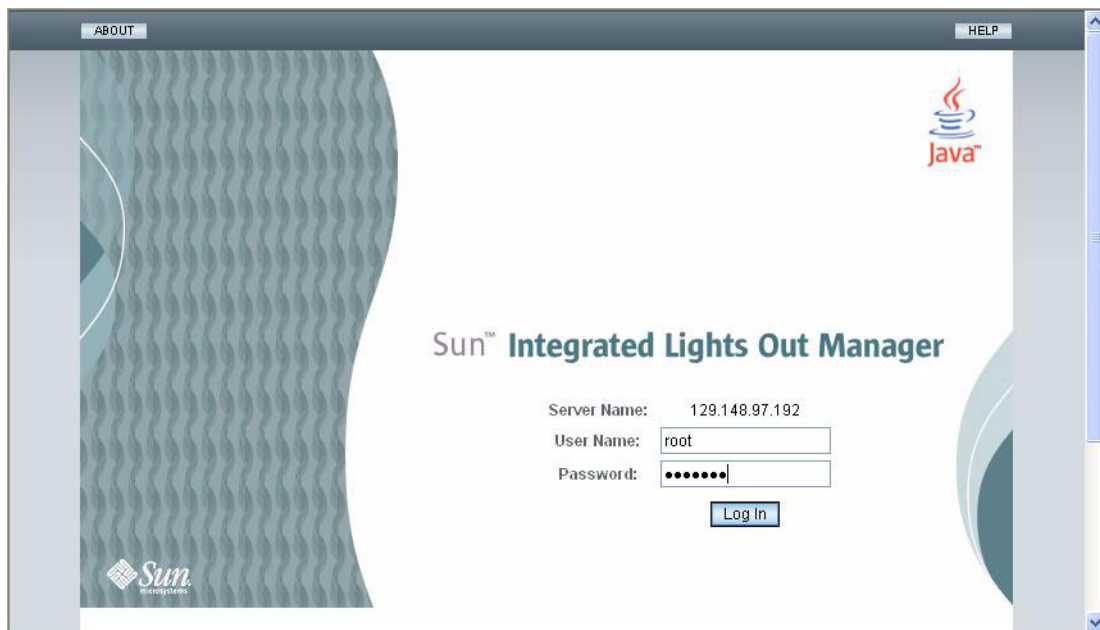 ABOUT
HELP
Java™
Sun™ Integrated Lights Out Manager
Server Name: 129.148.97.192
User Name: root
Password: •••••••
Log In
Sun
microsystems